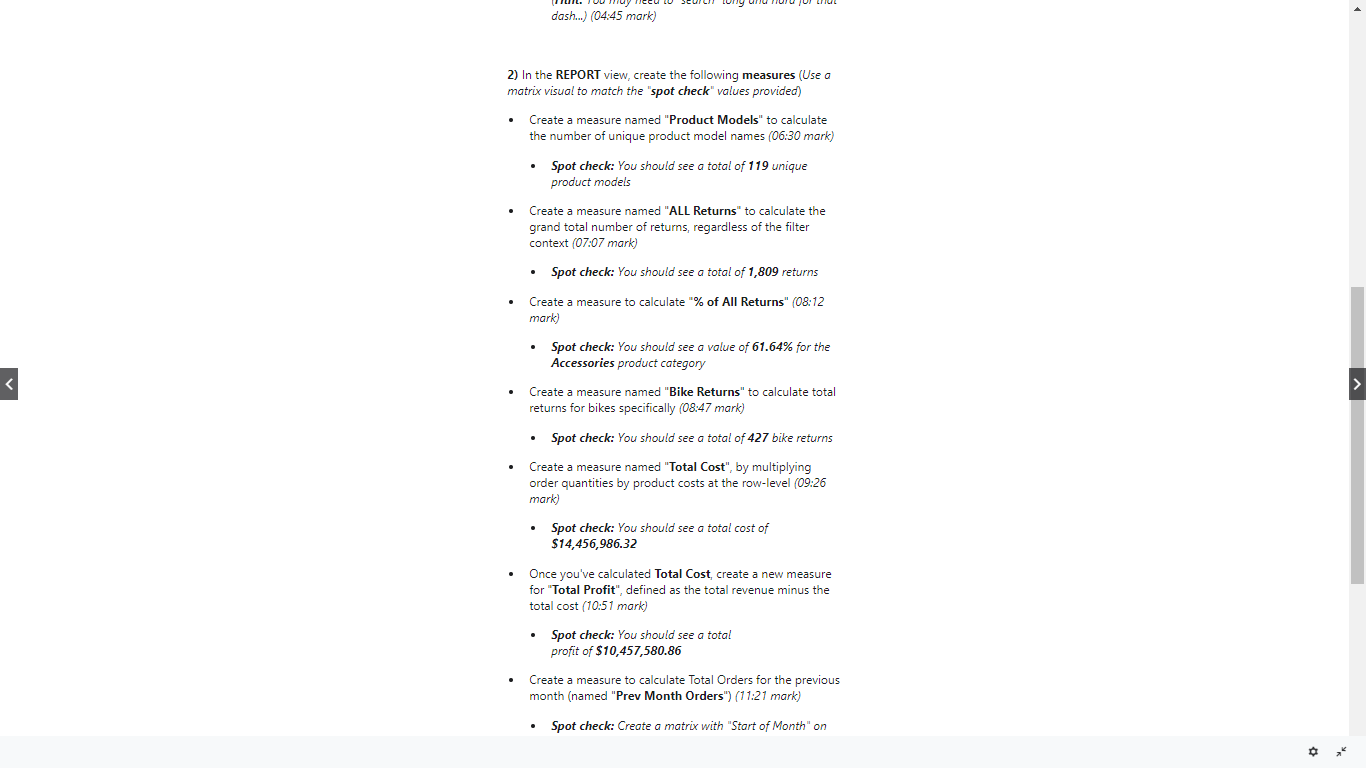 dash...) (04:45 mark)
2) In the REPORT view, create the following measures (Use a
matrix visual to match the "spot check" values provided)
Create a measure named "Product Models" to calculate
the number of unique product model names (06:30 mark)
Spot check: You should see a total of 119 unique
product models
Create a measure named "ALL Returns" to calculate the
grand total number of returns, regardless of the filter
context (07:07 mark)
Spot check: You should see a total of 1,809 returns
Create a measure to calculate "% of All Returns" (08:12
mark)
Spot check: You should see a value of 61.64% for the
Accessories product category
Create a measure named "Bike Returns" to calculate total
returns for bikes specifically (08:47 mark)
Spot check: You should see a total of 427 bike returns
Create a measure named "Total Cost", by multiplying
order quantities by product costs at the row-level (09:26
mark)
Spot check: You should see a total cost of
$14,456,986.32
Once you've calculated Total Cost, create a new measure
for "Total Profit", defined as the total revenue minus the
total cost (10:51 mark)
Spot check: You should see a total
profit of $10,457,580.86
Create a measure to calculate Total Orders for the previous
month (named "Prev Month Orders") (11:21 mark)
Spot check: Create a matrix with "Start of Month" on